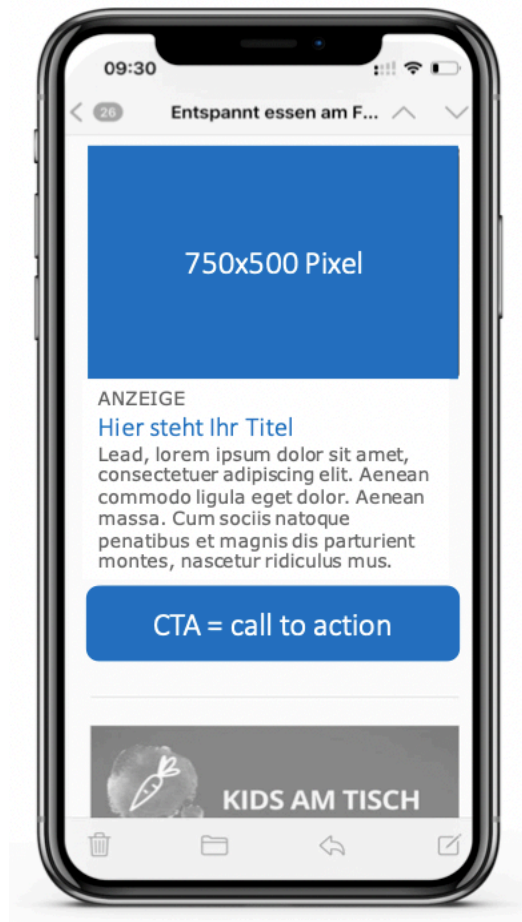 09:30
26
Entspannt essen am F...
750x500 Pixel
ANZEIGE
Hier steht Ihr Titel
Lead, lorem ipsum dolor sit amet,
consectetuer adipiscing elit. Aenean
commodo ligula eget dolor. Aenean
massa. Cum sociis natoque
penatibus et magnis dis parturient
montes, nascetur ridiculus mus.
CTA = call to action
KIDS AM TISCH